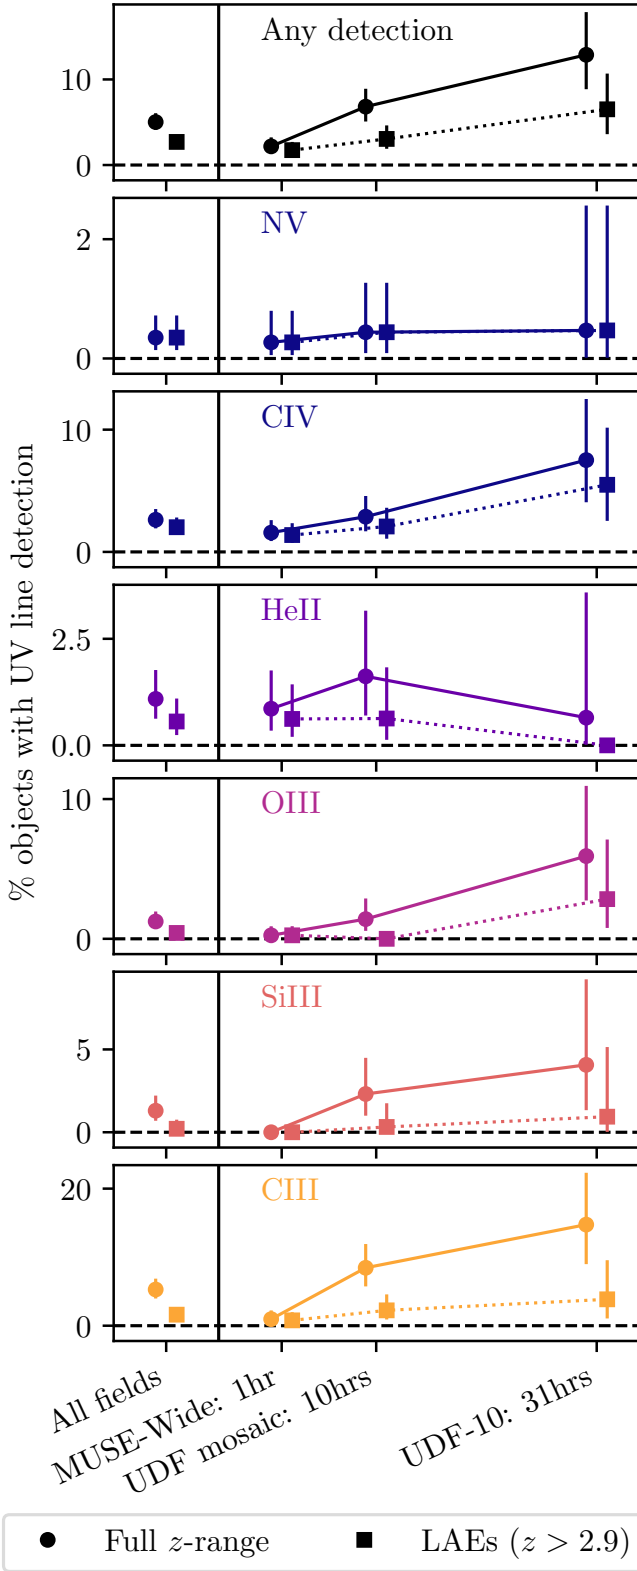 % objects with UV line detection
Any detection
10
0
NV
2
0
CIV
10
0
HeII
2.5
0.0
OIII
10
0
SiIII
5
0
CIII
20
0
All fields
MUSE-Wide: 1hr
UDF mosaic: 10hrs
UDF-10: 31hrs
Full z-range
LAEs (z > 2.9)